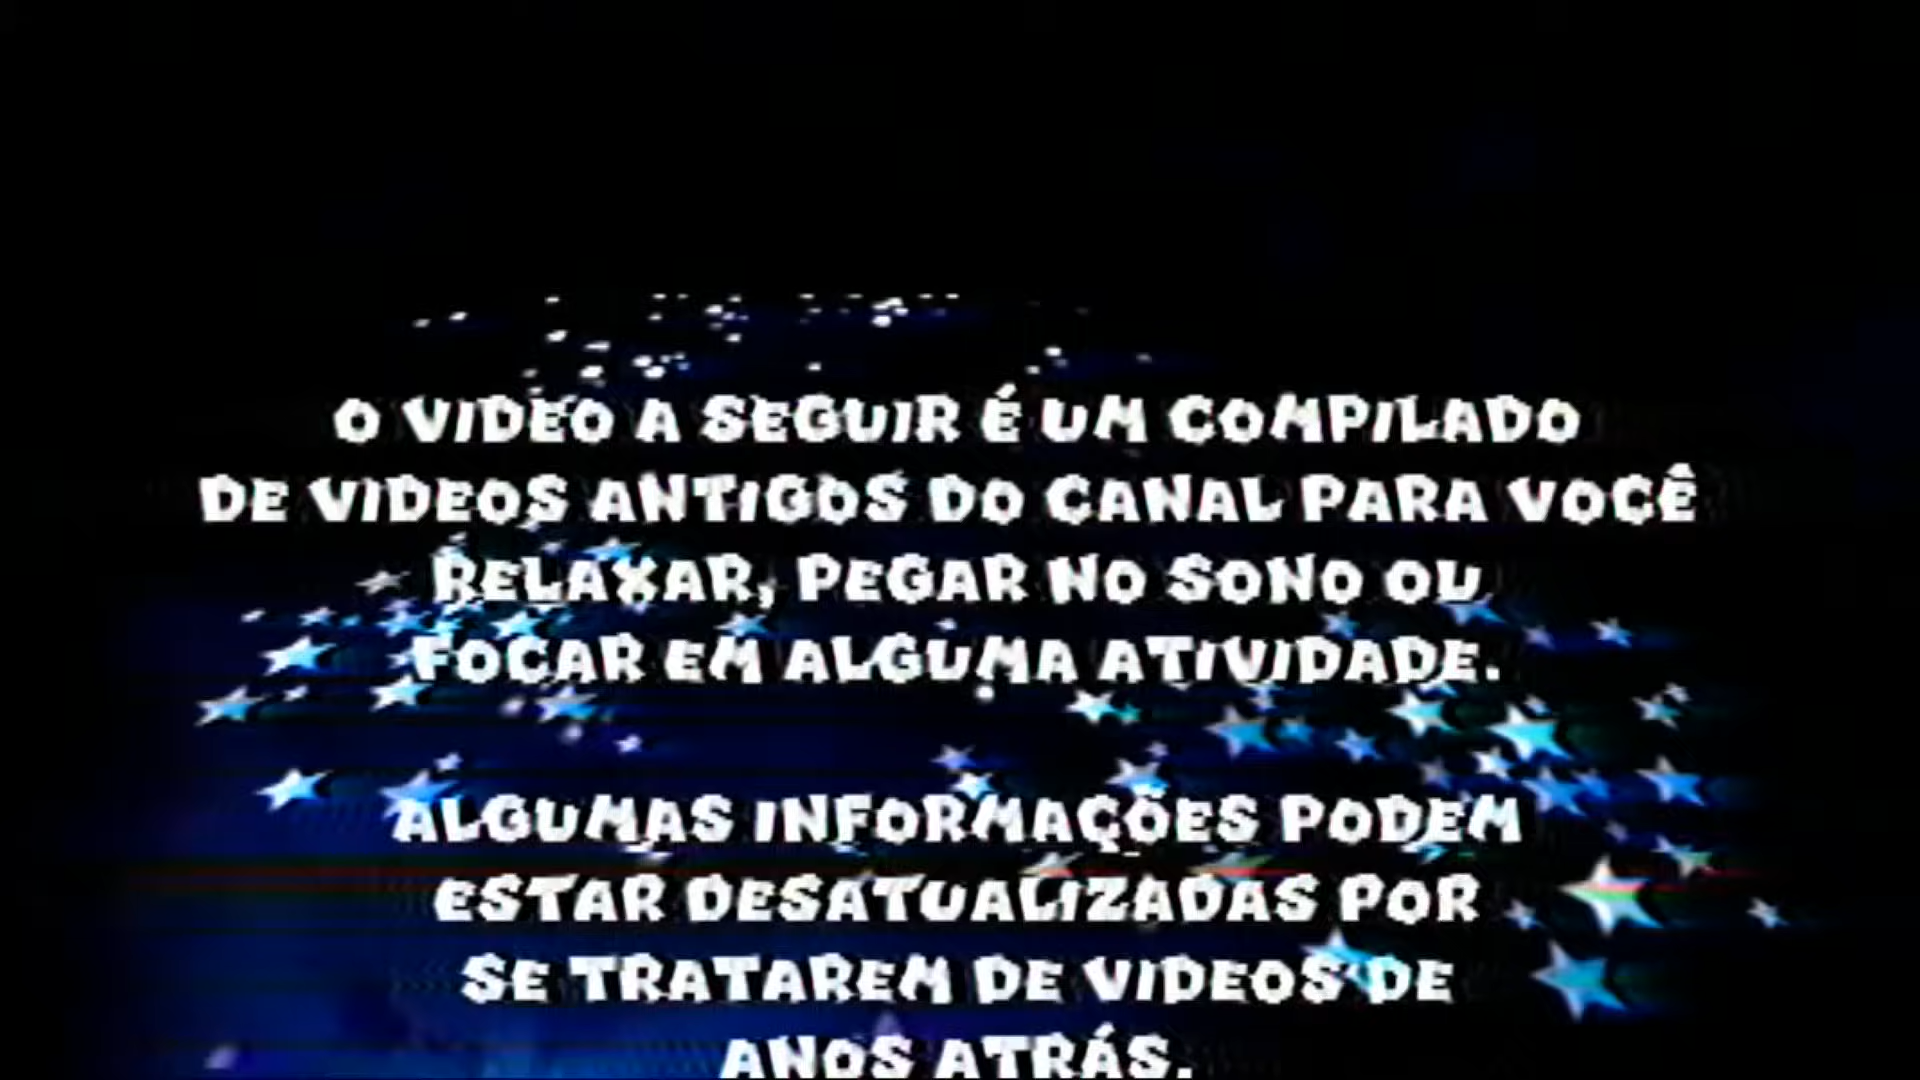 O VIDEO A SEGUIR É UM COMPILADO
DE VIDEOS ANTIGOS DO CANAL PARA VOCÊ
RELAXAR, PEGAR NO SONO OU
FOCAR EM ALGUMA ATIVIDADE.
ALGUMAS INFORMAÇÕES PODEM
ESTAR DESATUALIZADAS POR
SE TRATAREM DE VIDEOS DE
ANOS ATRÁS.